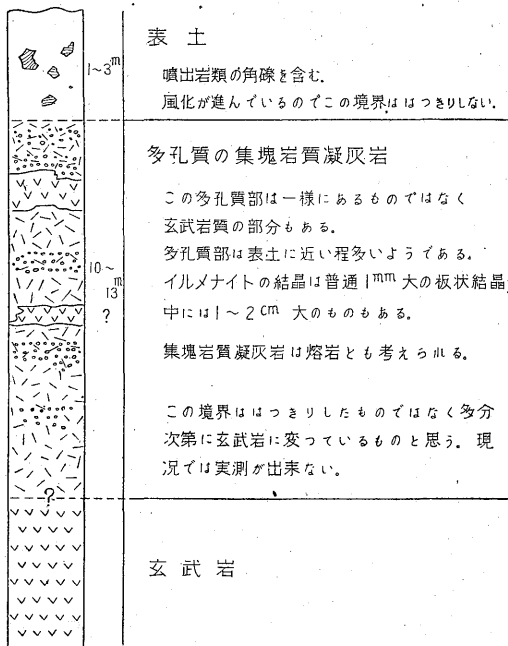 表土
1~3m
噴出岩類の角礫を含む.
風化が進んでいるのでこの境界ははっきりしない.
多孔質の集塊岩質凝灰岩
この多孔質部は一様にあるものではなく
玄武岩質の部分もある.
多孔質部は表土に近い程多いようである.
10~13m
?
イルメナイトの結晶は普通1mm大の板状結晶
中には1~2cm大のものもある.
集塊岩質凝灰岩は熔岩とも考えられる.
この境界ははっきりしたものではなく多分
次第に玄武岩に変つているものと思う. 現
況では実測が出来ない.
?
玄武岩